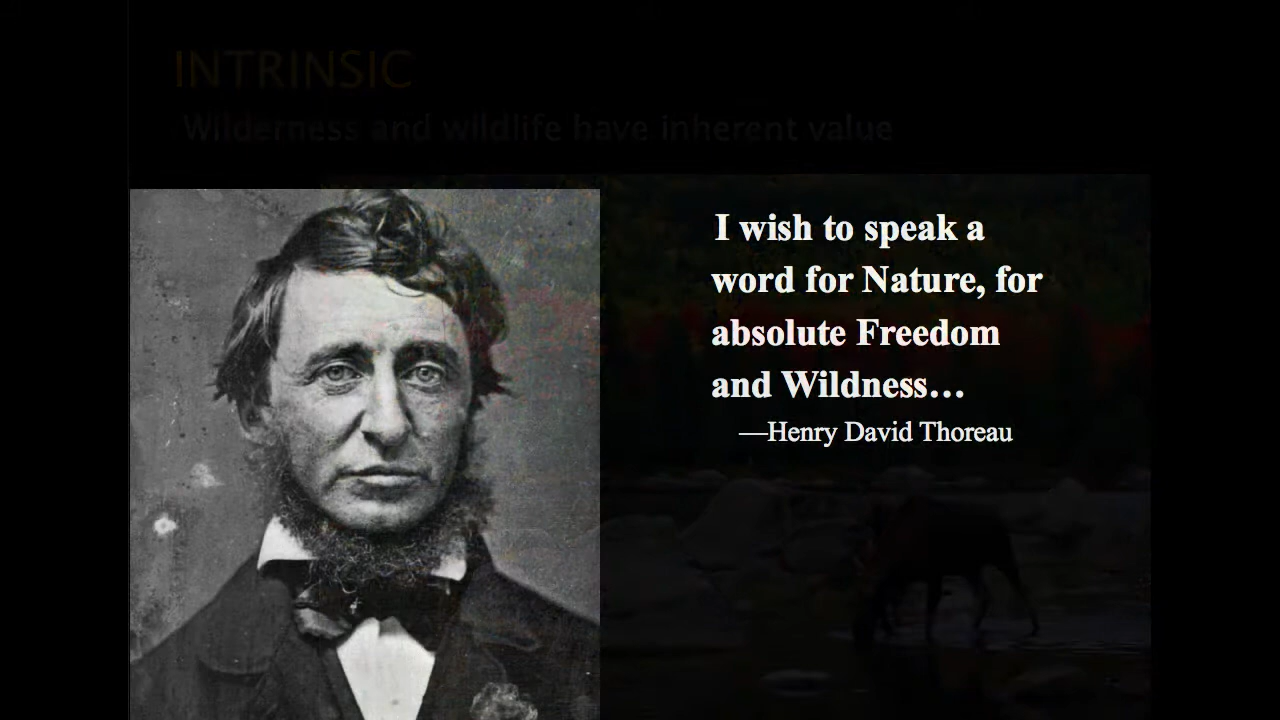 INTRINSIC
Wilderness and wildlife have inherent value
I wish to speak a
word for Nature, for
absolute Freedom
and Wildness…
—Henry David Thoreau